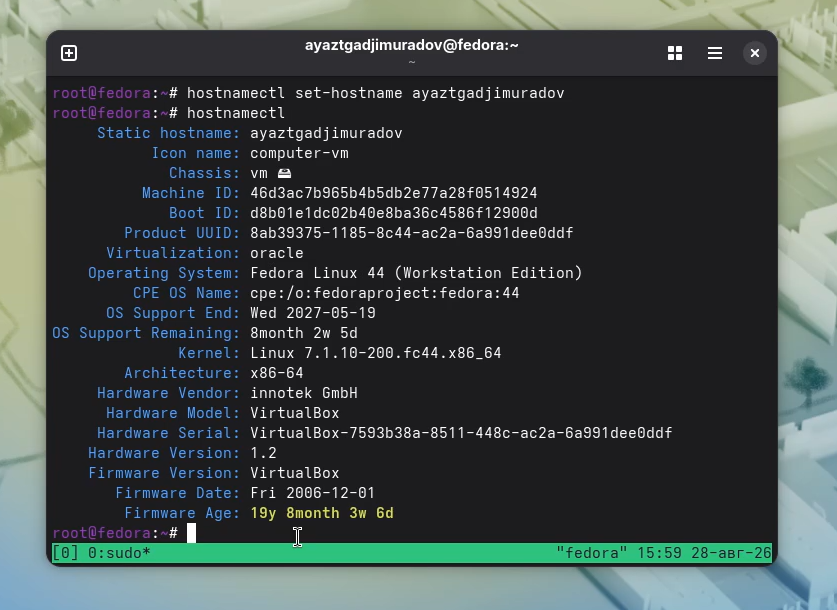 ayaztgadjimuradov@fedora:~
~
root@fedora:~# hostnamectl set-hostname ayaztgadjimuradov
root@fedora:~# hostnamectl
Static hostname: ayaztgadjimuradov
Icon name: computer-vm
Chassis: vm 🖴
Machine ID: 46d3ac7b965b4b5db2e77a28f0514924
Boot ID: d8b01e1dc02b40e8ba36c4586f12900d
Product UUID: 8ab39375-1185-8c44-ac2a-6a991dee0ddf
Virtualization: oracle
Operating System: Fedora Linux 44 (Workstation Edition)
CPE OS Name: cpe:/o:fedoraproject:fedora:44
OS Support End: Wed 2027-05-19
OS Support Remaining: 8month 2w 5d
Kernel: Linux 7.1.10-200.fc44.x86_64
Architecture: x86-64
Hardware Vendor: innotek GmbH
Hardware Model: VirtualBox
Hardware Serial: VirtualBox-7593b38a-8511-448c-ac2a-6a991dee0ddf
Hardware Version: 1.2
Firmware Version: VirtualBox
Firmware Date: Fri 2006-12-01
Firmware Age: 19y 8month 3w 6d
root@fedora:~#
[0] 0:sudo* "fedora" 15:59 28-авг-26